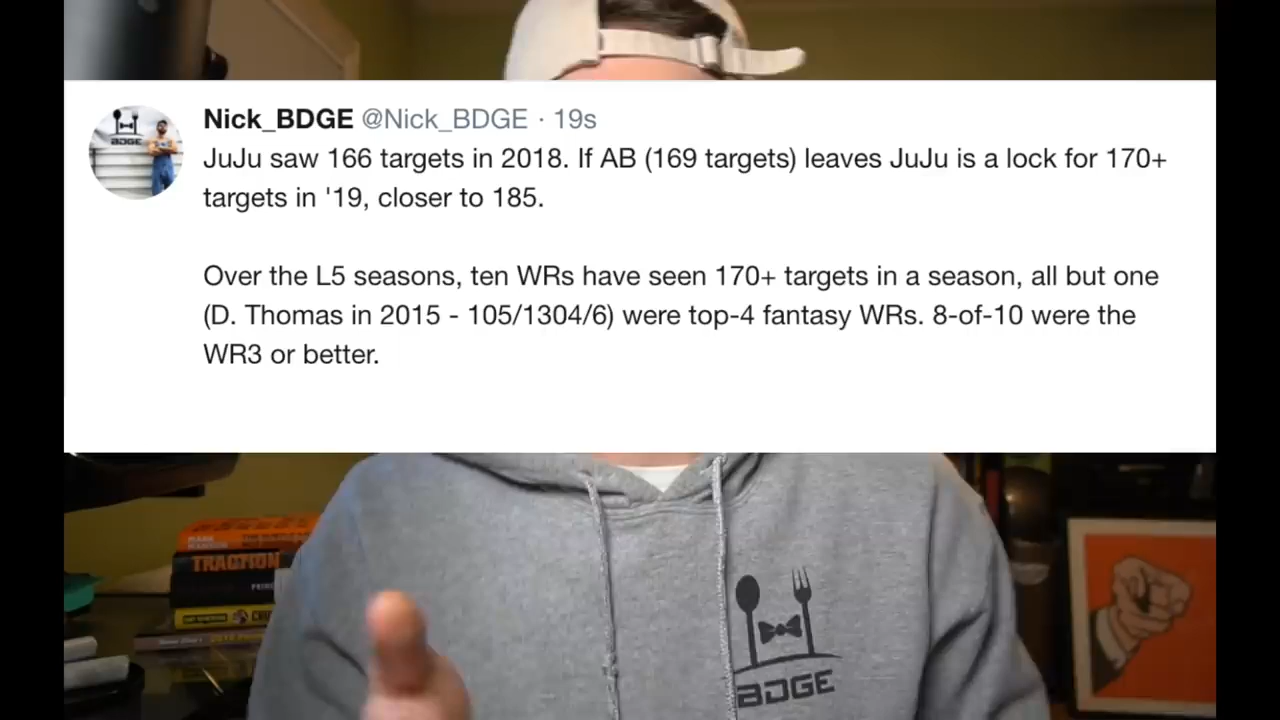 Nick_BDGE @Nick_BDGE · 19s
JuJu saw 166 targets in 2018. If AB (169 targets) leaves JuJu is a lock for 170+
targets in '19, closer to 185.
Over the L5 seasons, ten WRs have seen 170+ targets in a season, all but one
(D. Thomas in 2015 - 105/1304/6) were top-4 fantasy WRs. 8-of-10 were the
WR3 or better.
BDGE
TRACTION
BDGE